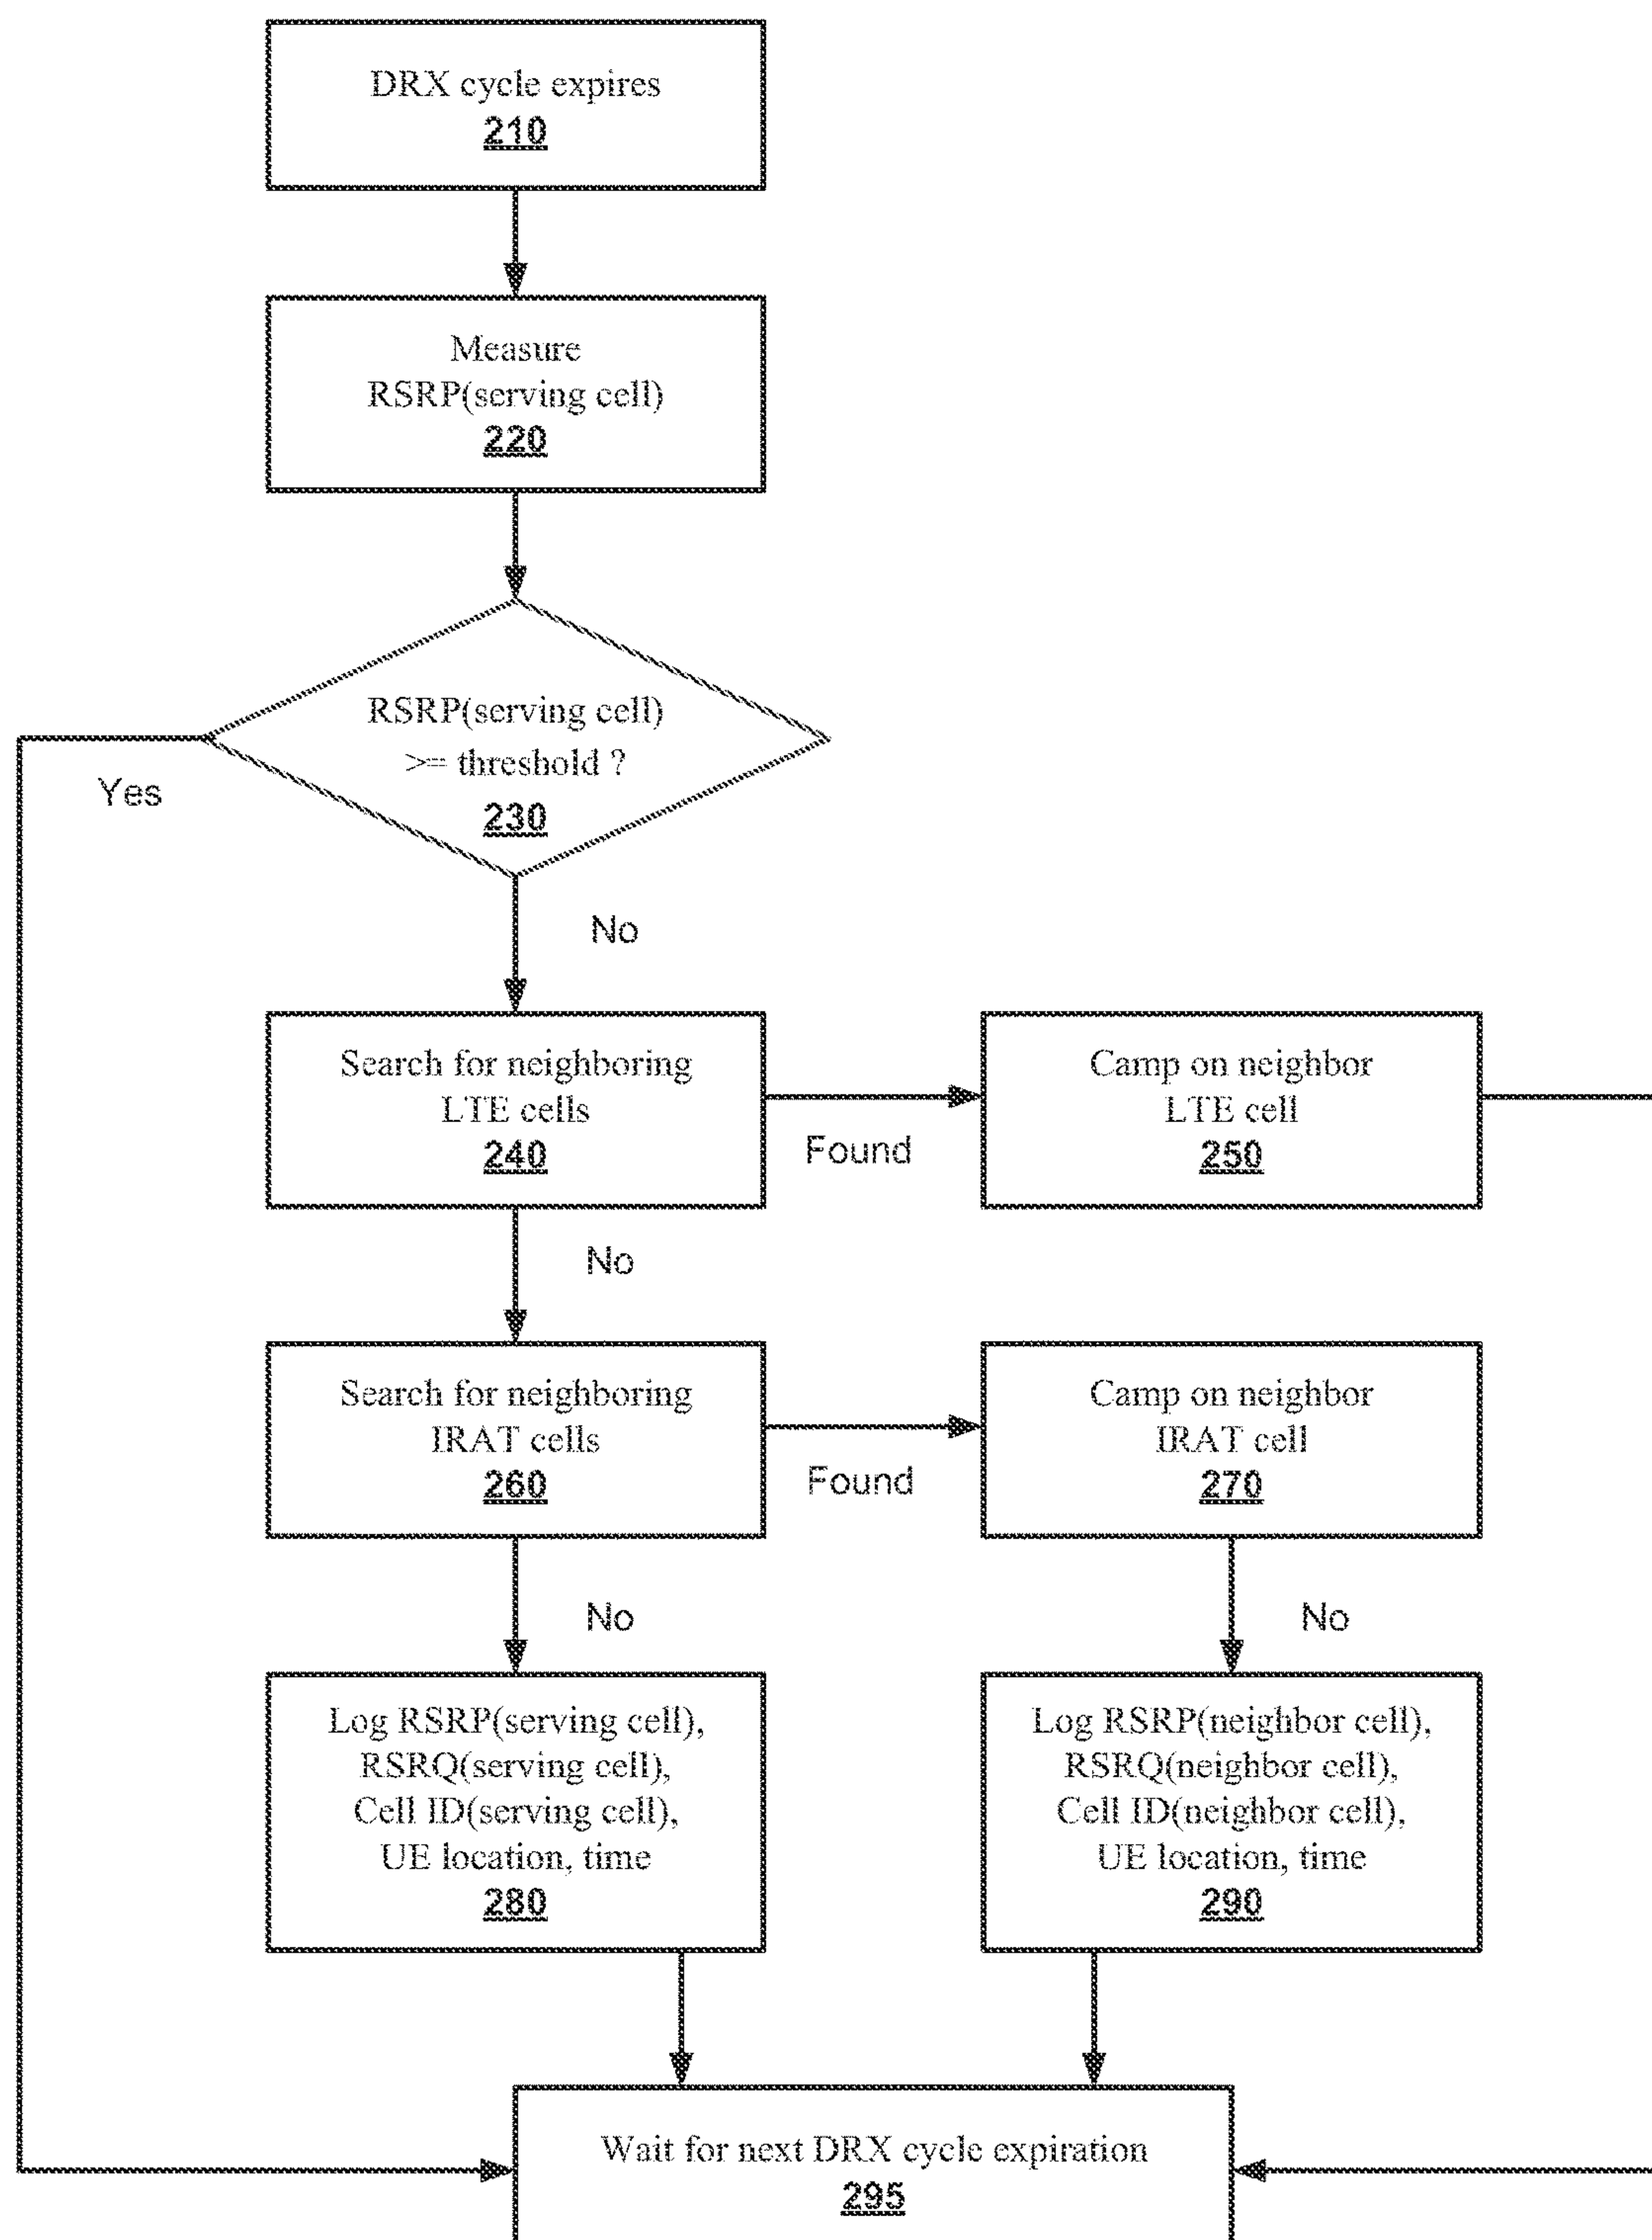 DRX cycle expires
210
Measure
RSRP(serving cell)
220
RSRP(serving cell)
>= threshold ?
230
Yes
No
Search for neighboring
LTE cells
240
Found
Camp on neighbor
LTE cell
250
No
Search for neighboring
IRAT cells
260
Found
Camp on neighbor
IRAT cell
270
No
No
Log RSRP(serving cell),
RSRQ(serving cell),
Cell ID(serving cell),
UE location, time
280
Log RSRP(neighbor cell),
RSRQ(neighbor cell),
Cell ID(neighbor cell),
UE location, time
290
Wait for next DRX cycle expiration
295